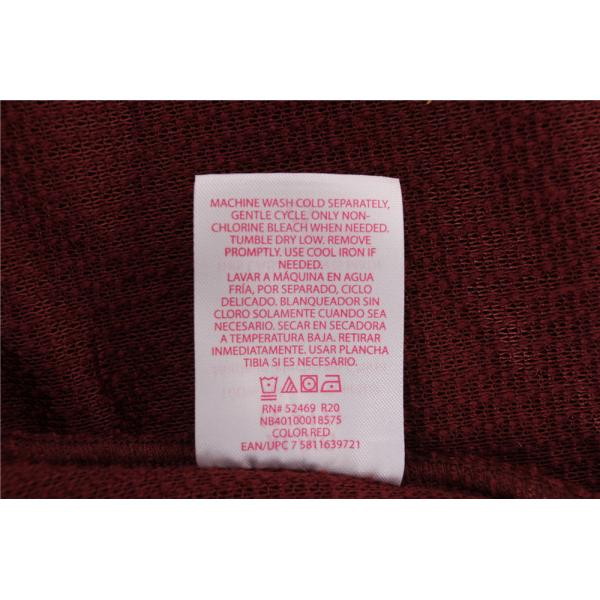 MACHINE WASH COLD SEPARATELY,
GENTLE CYCLE. ONLY NON-
CHLORINE BLEACH WHEN NEEDED.
TUMBLE DRY LOW. REMOVE
PROMPTLY. USE COOL IRON IF
NEEDED.
LAVAR A MÁQUINA EN AGUA
FRÍA, POR SEPARADO, CICLO
DELICADO. BLANQUEADOR SIN
CLORO SOLAMENTE CUANDO SEA
NECESARIO. SECAR EN SECADORA
A TEMPERATURA BAJA. RETIRAR
INMEDIATAMENTE. USAR PLANCHA
TIBIA SI ES NECESARIO.
RN# 52469 R20
NB40100018575
COLOR RED
EAN/UPC 7 5811639721